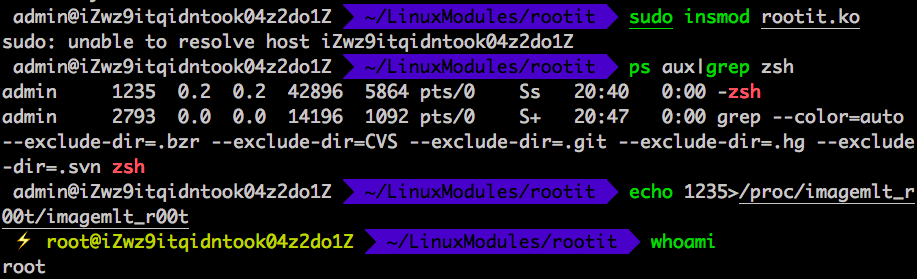 admin@iZwz9itqidntook04z2do1Z ~/LinuxModules/rootit sudo insmod rootit.ko
sudo: unable to resolve host iZwz9itqidntook04z2do1Z
admin@iZwz9itqidntook04z2do1Z ~/LinuxModules/rootit ps aux|grep zsh
admin 1235 0.2 0.2 42896 5864 pts/0 Ss 20:40 0:00 -zsh
admin 2793 0.0 0.0 14196 1092 pts/0 S+ 20:47 0:00 grep --color=auto
--exclude-dir=.bzr --exclude-dir=CVS --exclude-dir=.git --exclude-dir=.hg --exclude
-dir=.svn zsh
admin@iZwz9itqidntook04z2do1Z ~/LinuxModules/rootit echo 1235>/proc/imagemlt_r
00t/imagemlt_r00t
⚡ root@iZwz9itqidntook04z2do1Z ~/LinuxModules/rootit whoami
root